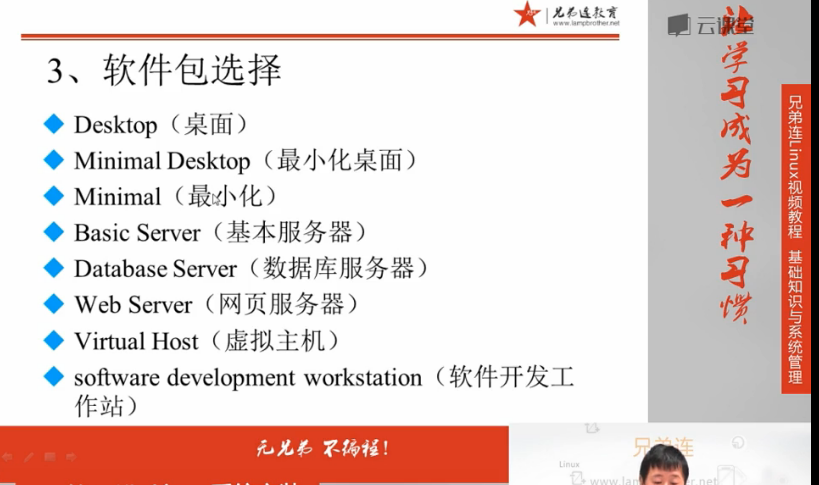 兄弟连教育
www.lampbrother.net
云课堂
3、软件包选择
Desktop（桌面）
Minimal Desktop（最小化桌面）
Minimal（最小化）
Basic Server（基本服务器）
Database Server（数据库服务器）
Web Server（网页服务器）
Virtual Host（虚拟主机）
software development workstation（软件开发工
作站）
让学习成为一种习惯
兄弟连Linux视频教程 基础知识与系统管理
无兄弟 不编程!
兄弟连
Linux